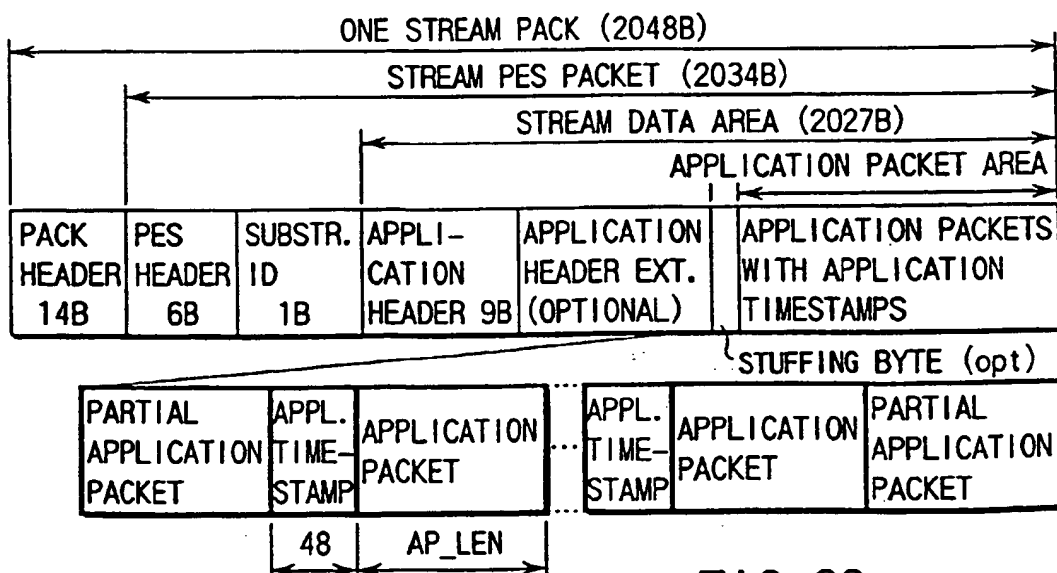 ONE STREAM PACK (2048B)
STREAM PES PACKET (2034B)
STREAM DATA AREA (2027B)
APPLICATION PACKET AREA
PACK
HEADER
14B
PES
HEADER
6B
SUBSTR.
ID
1B
APPLI-
CATION
HEADER 9B
APPLICATION
HEADER EXT.
(OPTIONAL)
APPLICATION PACKETS
WITH APPLICATION
TIMESTAMPS
STUFFING BYTE (opt)
PARTIAL
APPLICATION
PACKET
APPL.
TIME-
STAMP
APPLICATION
PACKET
APPL.
TIME-
STAMP
APPLICATION
PACKET
PARTIAL
APPLICATION
PACKET
48
AP_LEN